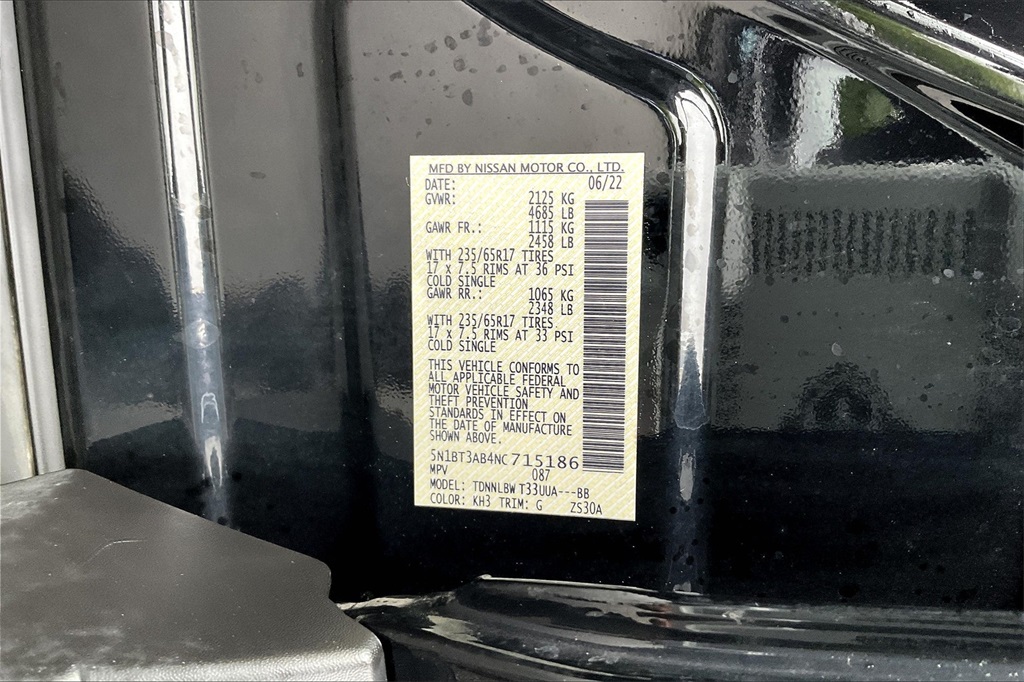 MFD BY NISSAN MOTOR CO., LTD.
DATE: 06/22
GVWR: 2125 KG
4685 LB
GAWR FR.: 1115 KG
2458 LB
WITH 235/65R17 TIRES
17 x 7.5 RIMS AT 36 PSI
COLD SINGLE
GAWR RR.: 1065 KG
2348 LB
WITH 235/65R17 TIRES
17 x 7.5 RIMS AT 33 PSI
COLD SINGLE
THIS VEHICLE CONFORMS TO
ALL APPLICABLE FEDERAL
MOTOR VEHICLE SAFETY AND
THEFT PREVENTION
STANDARDS IN EFFECT ON
THE DATE OF MANUFACTURE
SHOWN ABOVE.
5N1BT3AB4NC715186
MPV 087
MODEL: TDNNLBW T33UUA---BB
COLOR: KH3 TRIM: G ZS30A